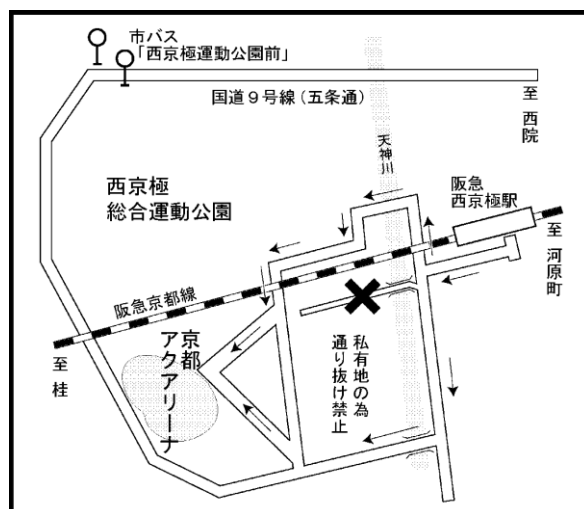 市バス
「西京極運動公園前」
国道９号線（五条通）
至 西院
天神川
阪急
西京極駅
西京極
総合運動公園
至 河原町
阪急京都線
至 桂
京都
アクアリーナ
私有地の為
通り抜け禁止